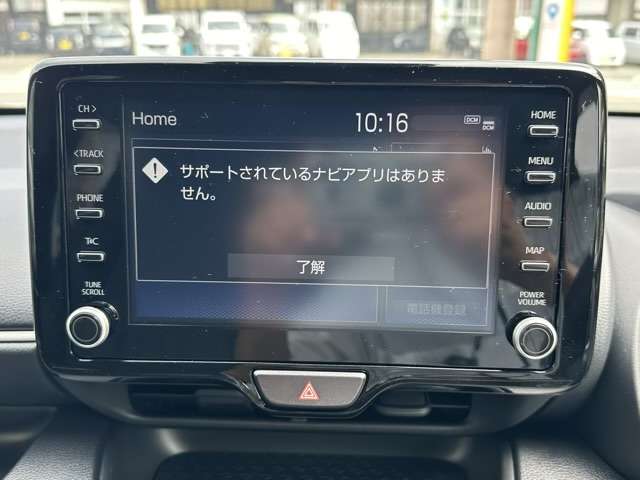 CH >
< TRACK
PHONE
T&C
TUNE
SCROLL
Home
10:16
DCM
DCM
サポートされているナビアプリはありま
せん。
了解
電話機登録
HOME
MENU
AUDIO
MAP
POWER
VOLUME